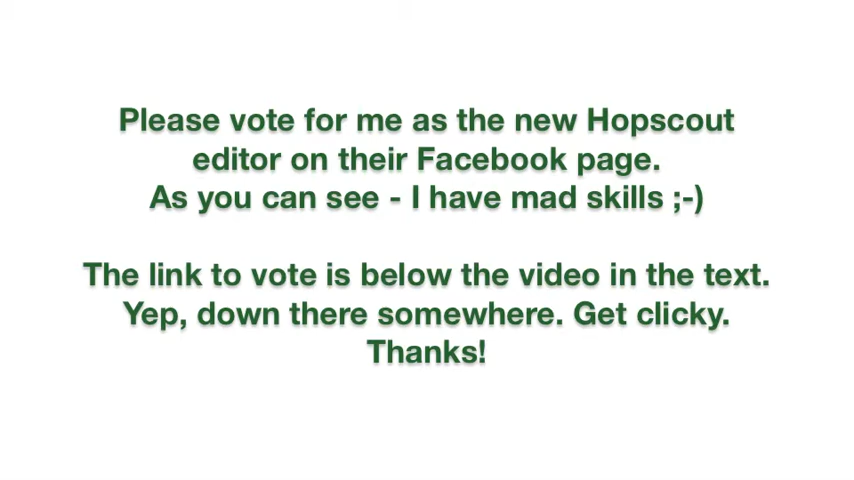 Please vote for me as the new Hopscout
editor on their Facebook page.
As you can see - I have mad skills ;-)
The link to vote is below the video in the text.
Yep, down there somewhere. Get clicky.
Thanks!